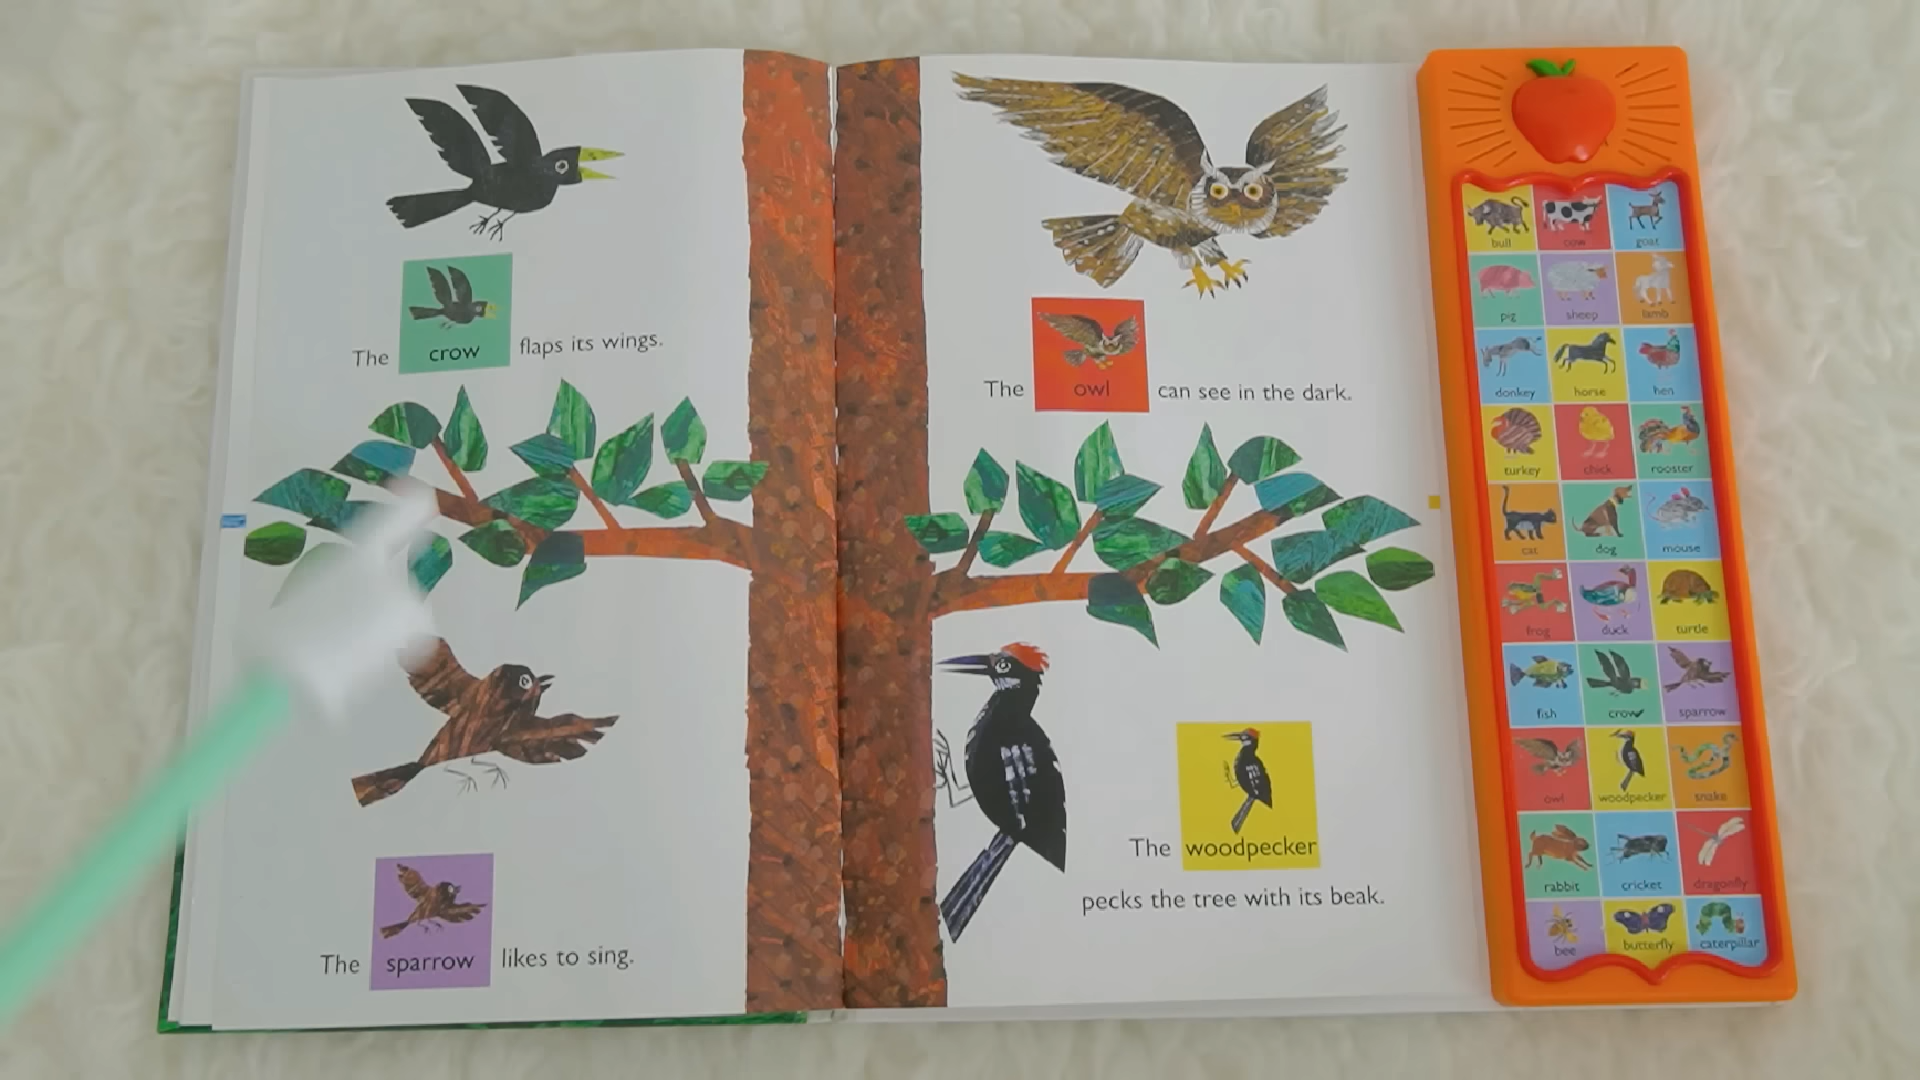 The crow flaps its wings.
The sparrow likes to sing.
The owl can see in the dark.
The woodpecker
pecks the tree with its beak.
bull cow goat
pig sheep lamb
donkey horse hen
turkey chick rooster
cat dog mouse
frog duck turtle
fish crow sparrow
owl woodpecker snake
rabbit cricket dragonfly
bee butterfly caterpillar